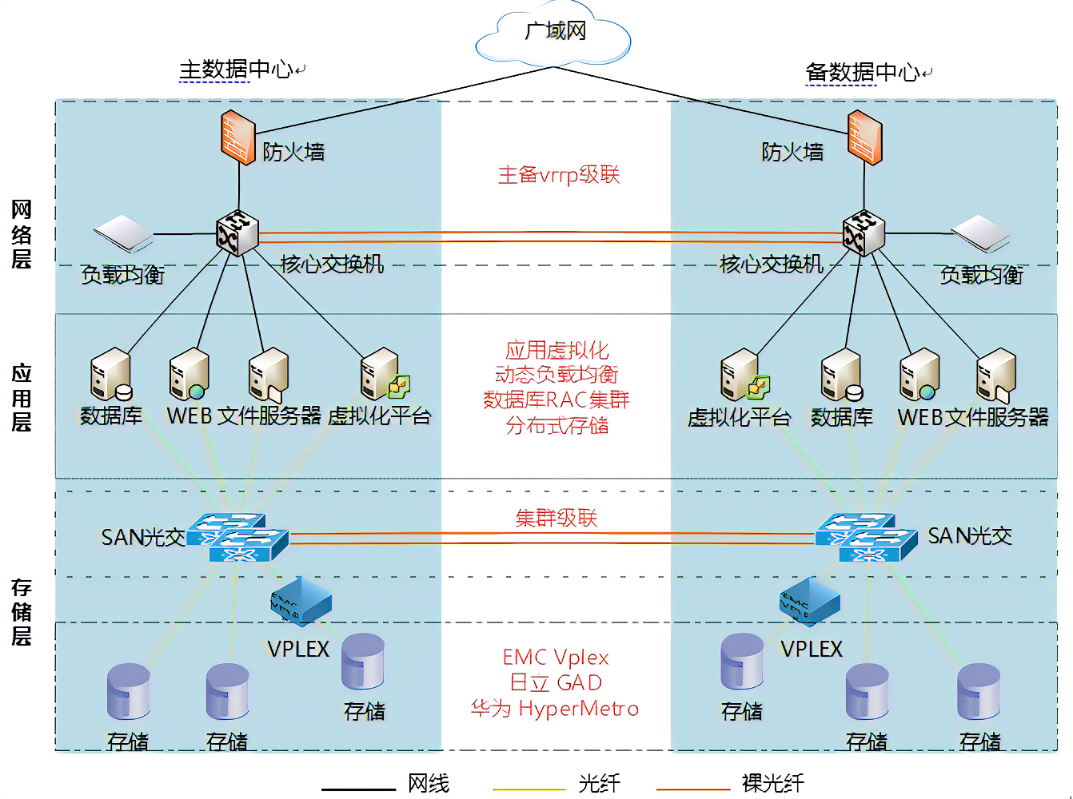 广域网
主数据中心
备数据中心
防火墙
防火墙
主备vrrp级联
网络层
负载均衡
核心交换机
核心交换机
负载均衡
应用层
应用虚拟化
动态负载均衡
数据库RAC集群
分布式存储
数据库
WEB
文件服务器
虚拟化平台
虚拟化平台
数据库
WEB
文件服务器
集群级联
SAN光交
SAN光交
存储层
EMC
VPLEX
EMC
VPLEX
EMC Vplex
日立 GAD
华为 HyperMetro
存储
存储
存储
存储
存储
存储
网线
光纤
裸光纤